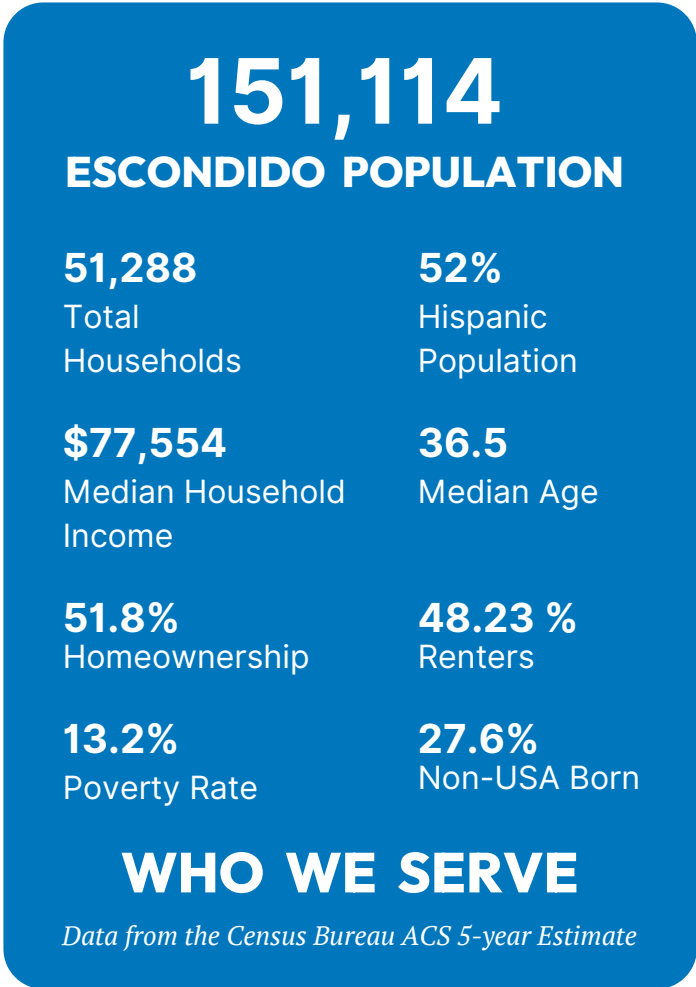 151,114
ESCONDIDO POPULATION
51,288
Total
Households
52%
Hispanic
Population
$77,554
Median Household
Income
36.5
Median Age
51.8%
Homeownership
48.23 %
Renters
13.2%
Poverty Rate
27.6%
Non-USA Born
WHO WE SERVE
Data from the Census Bureau ACS 5-year Estimate